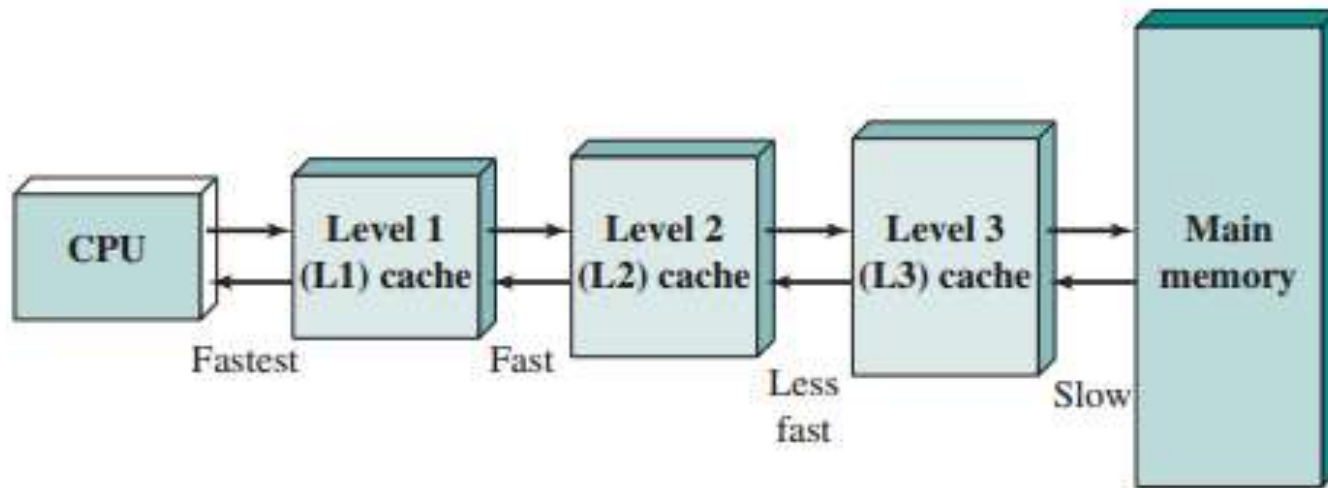 CPU
Level 1
(L1) cache
Level 2
(L2) cache
Level 3
(L3) cache
Main
memory
Fastest
Fast
Less
fast
Slow